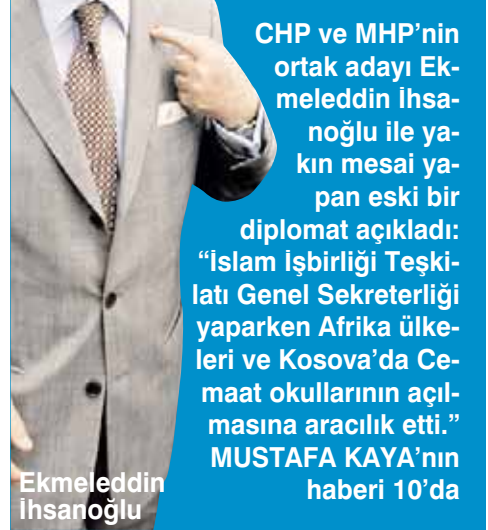 CHP ve MHP’nin
ortak adayı Ek-
meleddin İhsa-
noğlu ile ya-
kın mesai ya-
pan eski bir
diplomat açıkladı:
“İslam İşbirliği Teşki-
latı Genel Sekreterliği
yaparken Afrika ülke-
leri ve Kosova’da Ce-
maat okullarının açıl-
masına aracılık etti.”
MUSTAFA KAYA’nın
haberi 10’da
Ekmeleddin
İhsanoğlu